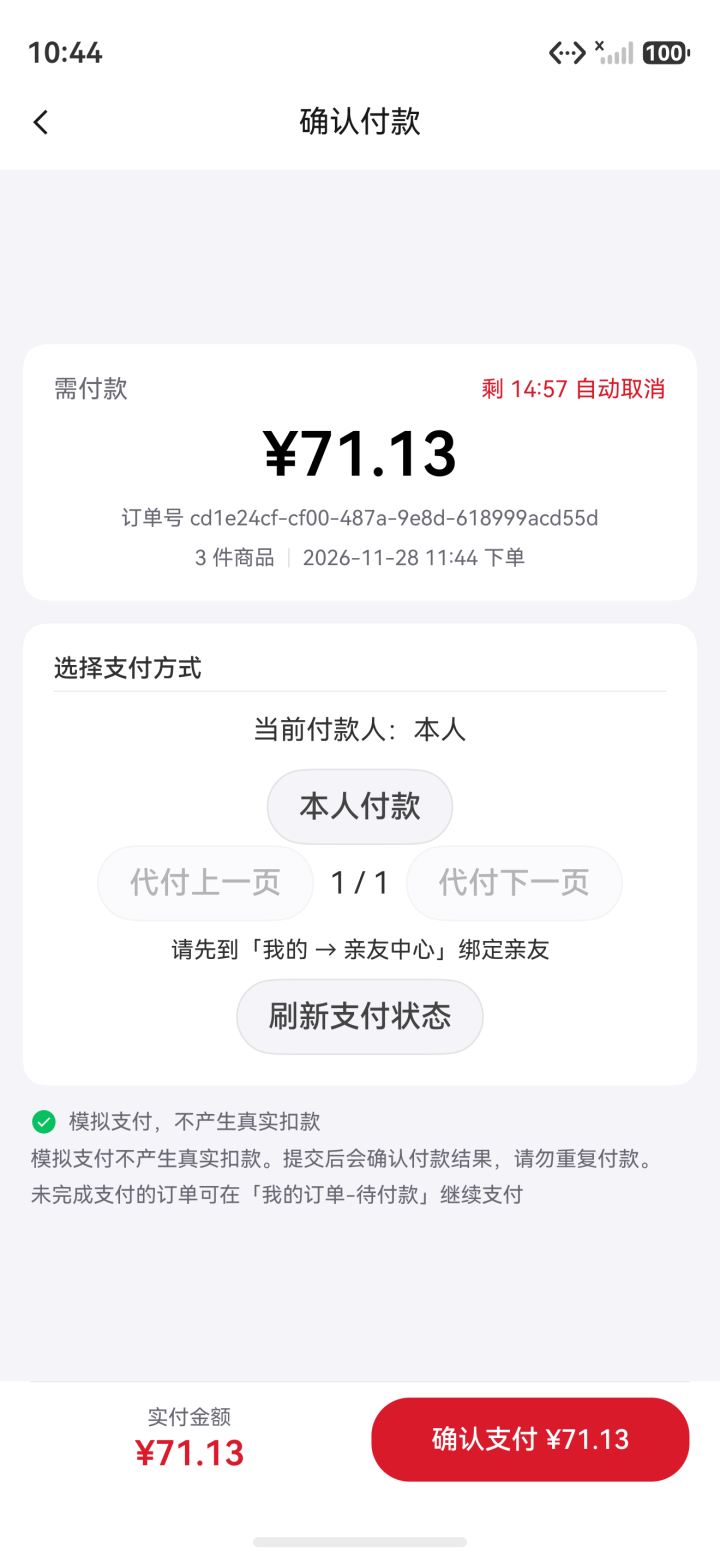 10:44
100
确认付款
需付款
剩 14:57 自动取消
¥71.13
订单号 cd1e24cf-cf00-487a-9e8d-618999acd55d
3 件商品 | 2026-11-28 11:44 下单
选择支付方式
当前付款人：本人
本人付款
代付上一页 1 / 1 代付下一页
请先到「我的 → 亲友中心」绑定亲友
刷新支付状态
模拟支付，不产生真实扣款
模拟支付不产生真实扣款。提交后会确认付款结果，请勿重复付款。
未完成支付的订单可在「我的订单-待付款」继续支付
实付金额
¥71.13
确认支付 ¥71.13